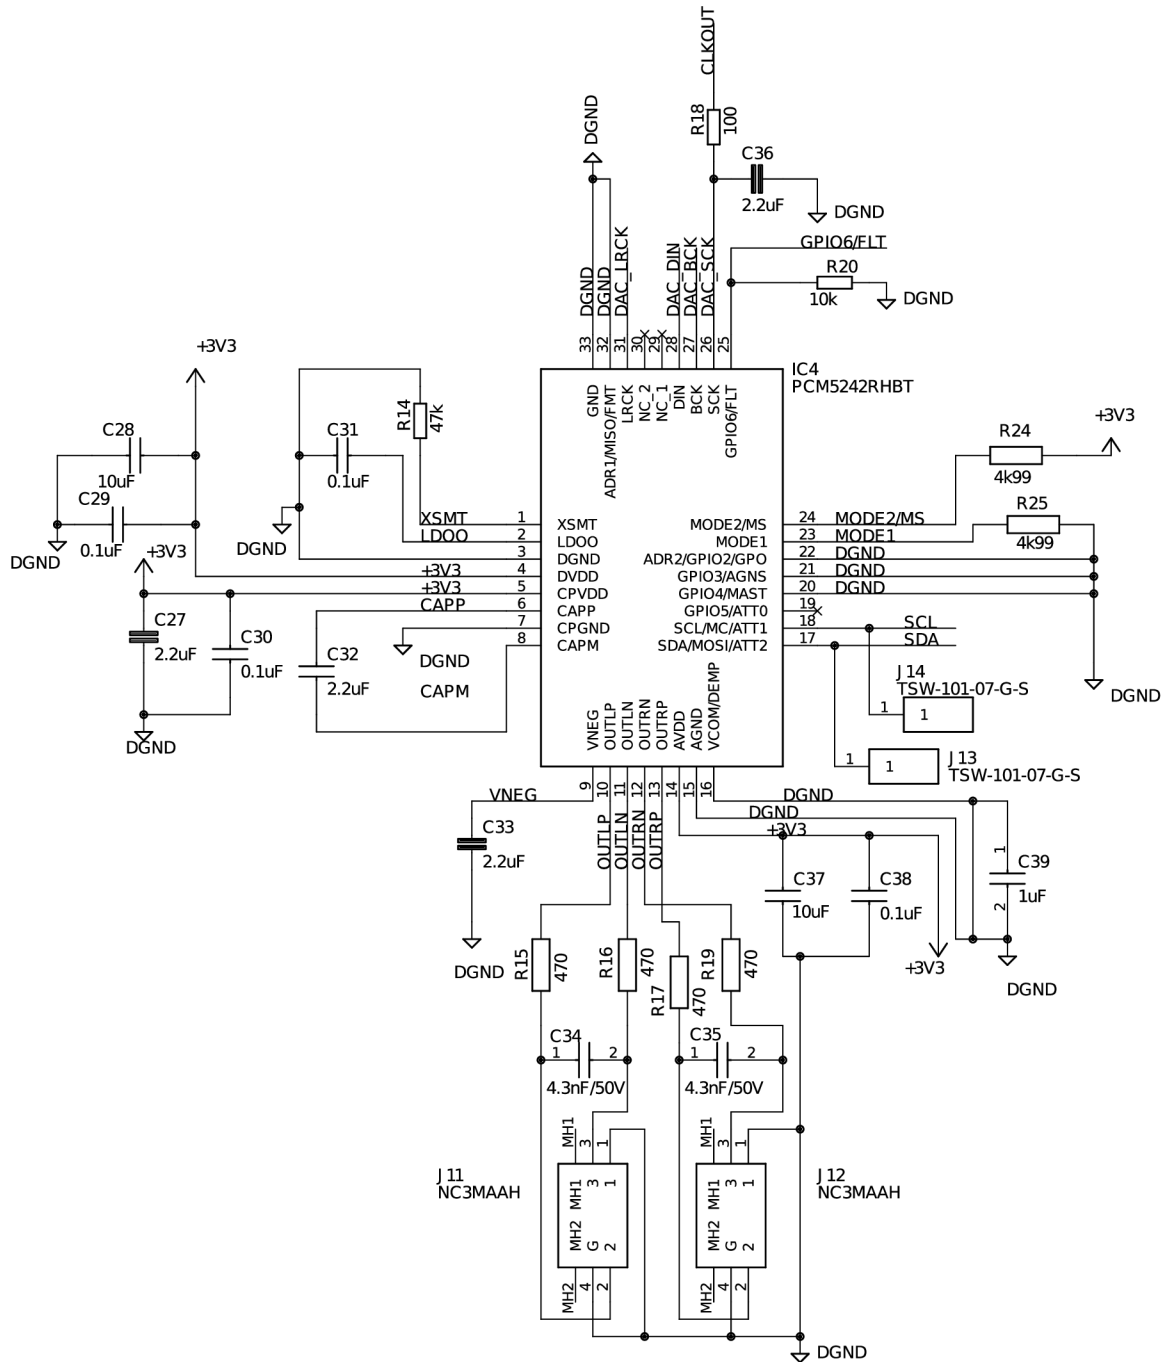 CLKOUT
R18
100
DGND
C36
2.2uF
DGND
GPIO6/FLT
R20
10k
DGND
DGND
DGND
DAC_LRCK
DAC_DIN
DAC_BCK
DAC_SCK
33
32
31
30
29
28
27
26
25
IC4
PCM5242RHBT
GND
ADR1/MISO/FMT
LRCK
NC_2
NC_1
DIN
BCK
SCK
GPIO6/FLT
+3V3
C28
10uF
C29
0.1uF
DGND
C31
0.1uF
R14
47k
DGND
R24
4k99
+3V3
R25
4k99
XSMT 1 XSMT
LDOO 2 LDOO
3 DGND
+3V3 4 DVDD
+3V3 5 CPVDD
CAPP 6 CAPP
7 CPGND
8 CAPM
MODE2/MS 24 MODE2/MS
MODE1 23 MODE1
ADR2/GPIO2/GPO 22 DGND
GPIO3/AGNS 21 DGND
GPIO4/MAST 20 DGND
GPIO5/ATT0 19
SCL/MC/ATT1 18 SCL
SDA/MOSI/ATT2 17 SDA
+3V3
C27
2.2uF
C30
0.1uF
DGND
C32
2.2uF
DGND
CAPM
DGND
J14
TSW-101-07-G-S
1
1
J13
TSW-101-07-G-S
1
1
VNEG
OUTLP
OUTLN
OUTRN
OUTRP
AVDD
AGND
VCOM/DEMP
9
10
11
12
13
14
15
16
VNEG
OUTLP
OUTLN
OUTRN
OUTRP
DGND
DGND
+3V3
C33
2.2uF
DGND
C37
10uF
C38
0.1uF
+3V3
1
C39
1uF
2
DGND
R15
470
R16
470
R17
470
R19
470
C34
1
2
4.3nF/50V
C35
1
2
4.3nF/50V
MH1
3
1
MH1
3
1
J11
NC3MAAH
MH1
3
1
MH2
G
2
MH2
4
2
J12
NC3MAAH
MH1
3
1
MH2
G
2
MH2
4
2
DGND